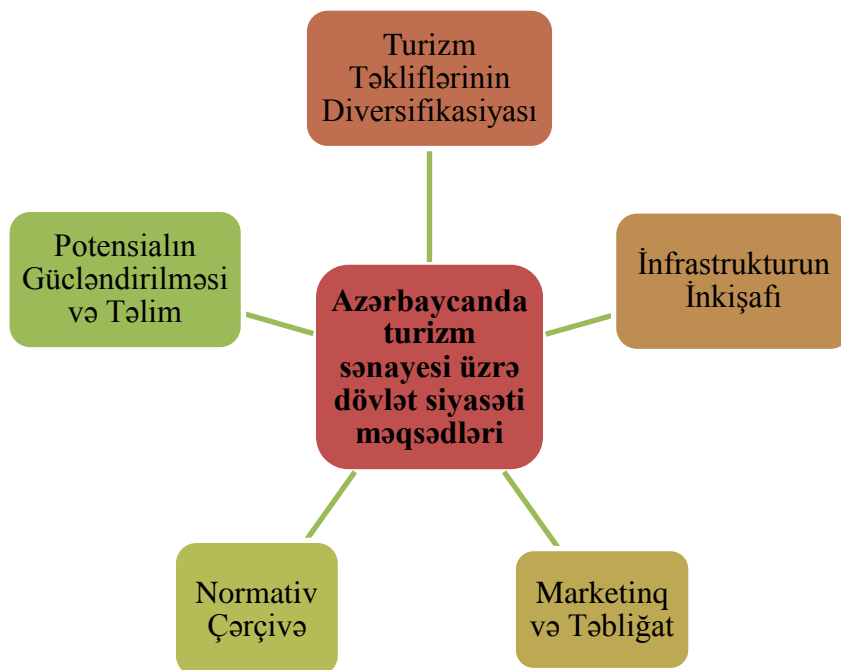 Turizm
Təkliflərinin
Diversifikasiyası
Potensialın
Gücləndirilməsi
və Təlim
İnfrastrukturun
İnkişafı
Azərbaycanda
turizm
sənayesi üzrə
dövlət siyasəti
məqsədləri
Normativ
Çərçivə
Marketinq
və Təbliğat